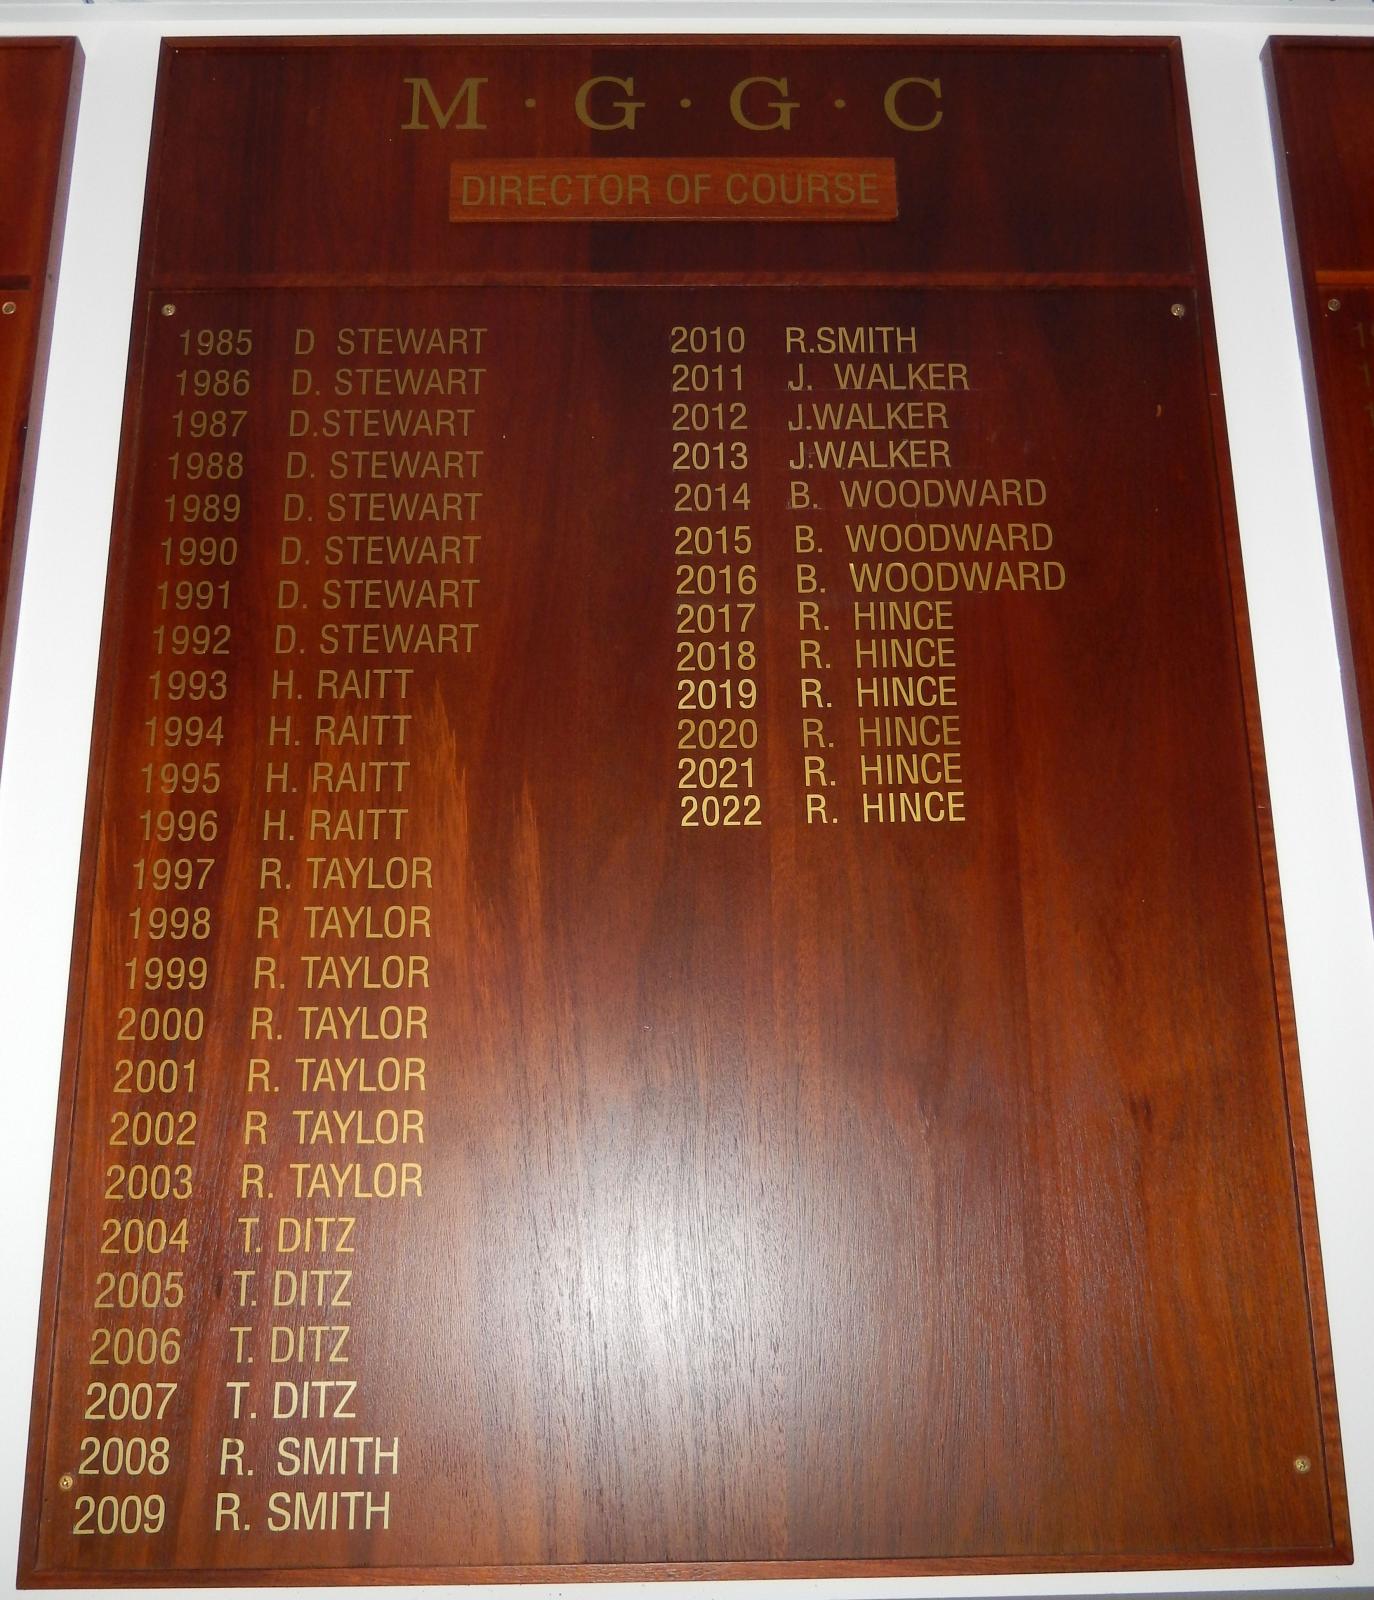 M·G·G·C
DIRECTOR OF COURSE
1985 D STEWART
1986 D. STEWART
1987 D.STEWART
1988 D. STEWART
1989 D. STEWART
1990 D. STEWART
1991 D. STEWART
1992 D. STEWART
1993 H. RAITT
1994 H. RAITT
1995 H. RAITT
1996 H. RAITT
1997 R. TAYLOR
1998 R TAYLOR
1999 R. TAYLOR
2000 R. TAYLOR
2001 R. TAYLOR
2002 R TAYLOR
2003 R. TAYLOR
2004 T. DITZ
2005 T. DITZ
2006 T. DITZ
2007 T. DITZ
2008 R. SMITH
2009 R. SMITH
2010 R.SMITH
2011 J. WALKER
2012 J.WALKER
2013 J.WALKER
2014 B. WOODWARD
2015 B. WOODWARD
2016 B. WOODWARD
2017 R. HINCE
2018 R. HINCE
2019 R. HINCE
2020 R. HINCE
2021 R. HINCE
2022 R. HINCE